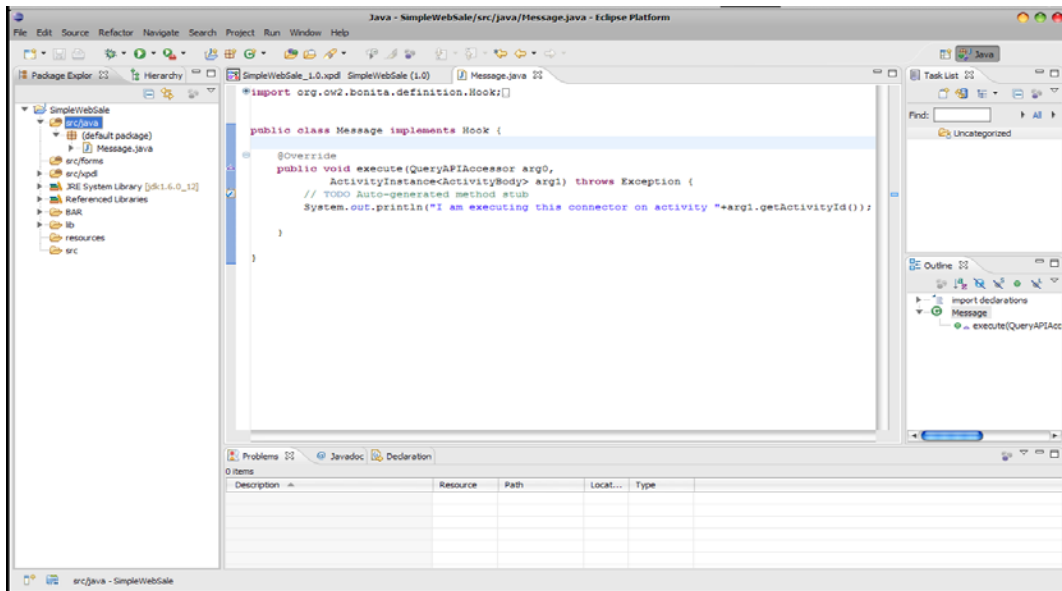 Java - SimpleWebSale/src/java/Message.java - Eclipse Platform
File Edit Source Refactor Navigate Search Project Run Window Help
Java
Package Explor
Hierarchy
SimpleWebSale_1.0.xpdl SimpleWebSale (1.0)
Message.java
Task List
SimpleWebSale
src/java
(default package)
Message.java
src/forms
src/xpdl
JRE System Library [jdk1.6.0_12]
Referenced Libraries
BAR
lib
resources
src
import org.ow2.bonita.definition.Hook;
public class Message implements Hook {
@Override
public void execute(QueryAPIAccessor arg0,
ActivityInstance<ActivityBody> arg1) throws Exception {
// TODO Auto-generated method stub
System.out.println("I am executing this connector on activity "+arg1.getActivityId());
}
}
Find:
All
Uncategorized
Outline
import declarations
Message
execute(QueryAPIAcc
Problems
Javadoc
Declaration
0 items
Description Resource Path Locat... Type
src/java - SimpleWebSale